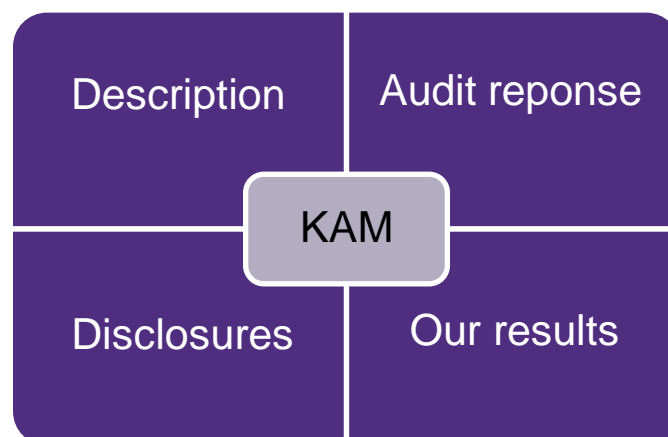 Description
Audit reponse
KAM
Disclosures
Our results